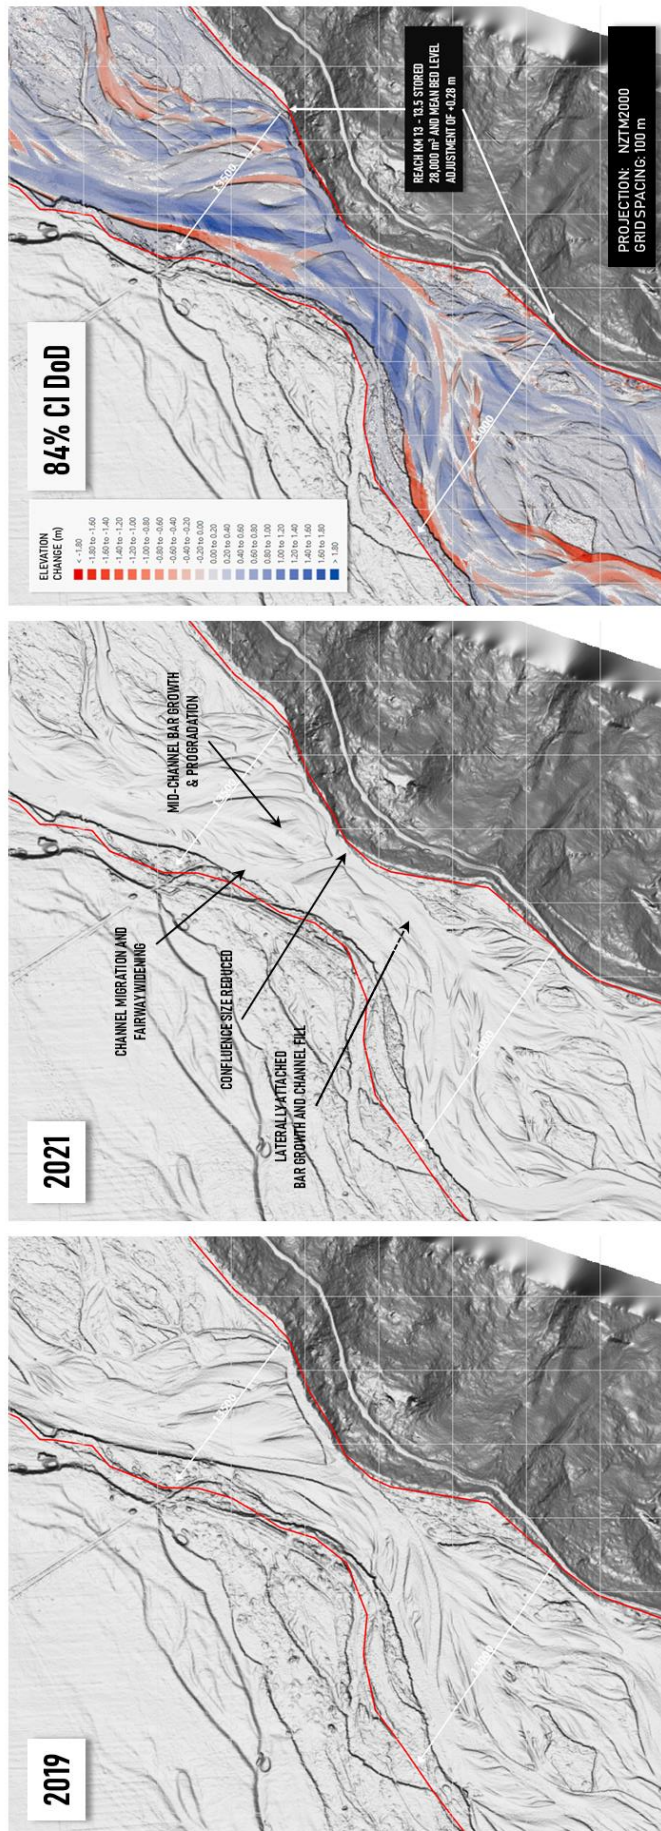 2019
13500
13000
2021
CHANNEL MIGRATION AND
FAIRWAY WIDENING
MID-CHANNEL BAR GROWTH
& PROGRADATION
CONFLUENCE SIZE REDUCED
LATERALLY ATTACHED
BAR GROWTH AND CHANNEL FILL
13500
13000
84% CI DoD
ELEVATION
CHANGE (m)
< -1.80
-1.80 to -1.60
-1.60 to -1.40
-1.40 to -1.20
-1.20 to -1.00
-1.00 to -0.80
-0.80 to -0.60
-0.60 to -0.40
-0.40 to -0.20
-0.20 to 0.00
0.00 to 0.20
0.20 to 0.40
0.40 to 0.60
0.60 to 0.80
0.80 to 1.00
1.00 to 1.20
1.20 to 1.40
1.40 to 1.60
1.60 to 1.80
> 1.80
13500
13000
REACH KM 13 - 13.5 STORED
28,000 m³ AND MEAN BED LEVEL
ADJUSTMENT OF +0.28 m
PROJECTION: NZTM2000
GRID SPACING: 100 m